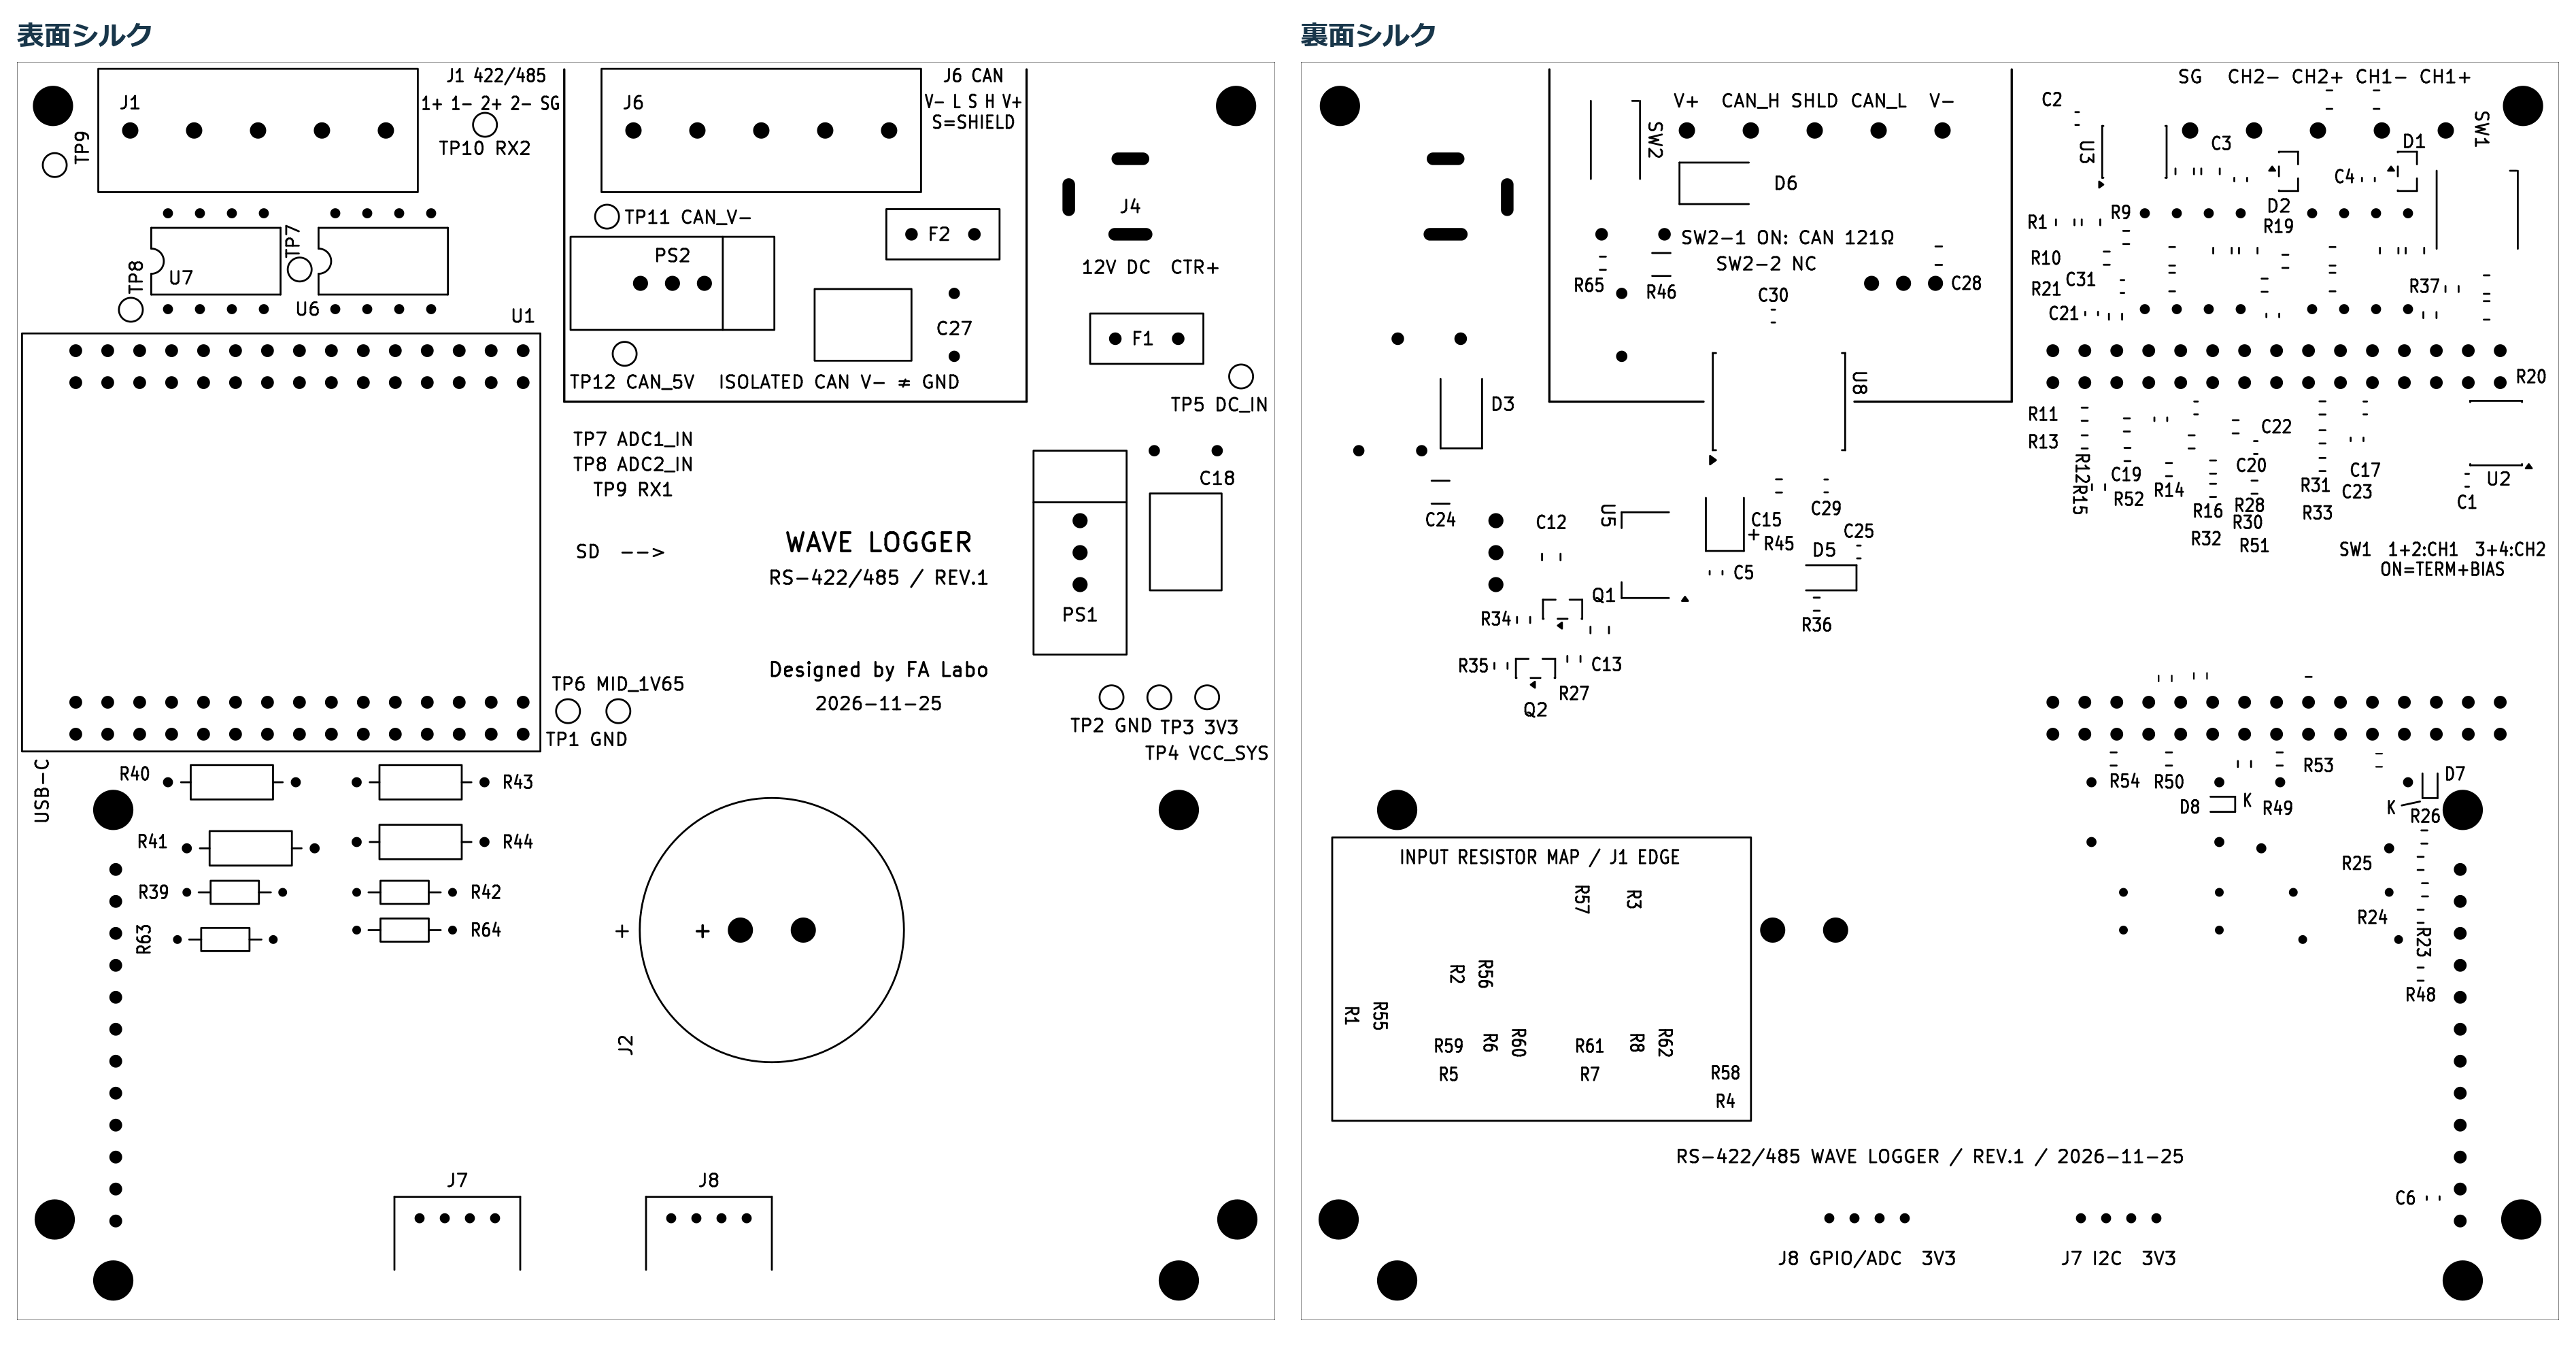 表面シルク
J1 422/485
1+ 1- 2+ 2- SG
J1
TP9
TP10 RX2
J6 CAN
V- L S H V+
S=SHIELD
J6
J4
12V DC  CTR+
TP11 CAN_V-
PS2
F2
TP7
TP8
U7
U6
U1
C27
F1
TP12 CAN_5V
ISOLATED CAN V- ≠ GND
TP5 DC_IN
TP7 ADC1_IN
TP8 ADC2_IN
TP9 RX1
C18
SD -->
WAVE LOGGER
RS-422/485 / REV.1
PS1
Designed by FA Labo
2026-11-25
TP6 MID_1V65
TP1 GND
TP2 GND
TP3 3V3
TP4 VCC_SYS
USB-C
R40
R43
R41
R44
R39
R42
R63
R64
+
+
J2
J7
J8
裏面シルク
SG CH2- CH2+ CH1- CH1+
V+ CAN_H SHLD CAN_L V-
C2
SW2
U3
C3
D1
SW1
D6
C4
R1
R9
D2
R19
SW2-1 ON: CAN 121Ω
SW2-2 NC
R10
C31
R65
R46
C30
C28
R21
R37
C21
U8
R20
D3
R11
R13
C22
R12
C19
R14
C20
C17
U2
R15
R52
R31
C23
C1
R16
R28
R33
R30
R32
R51
C24
C12
U5
C15
+
C29
R45
C25
D5
C5
SW1 1+2:CH1 3+4:CH2
ON=TERM+BIAS
Q1
R34
R36
R35
C13
R27
Q2
R54
R50
R53
D7
D8
K
R49
K
R26
INPUT RESISTOR MAP / J1 EDGE
R25
R57
R3
R24
R23
R2
R56
R48
R1
R55
R59
R6
R60
R61
R8
R62
R5
R7
R58
R4
RS-422/485 WAVE LOGGER / REV.1 / 2026-11-25
C6
J8 GPIO/ADC  3V3
J7 I2C  3V3